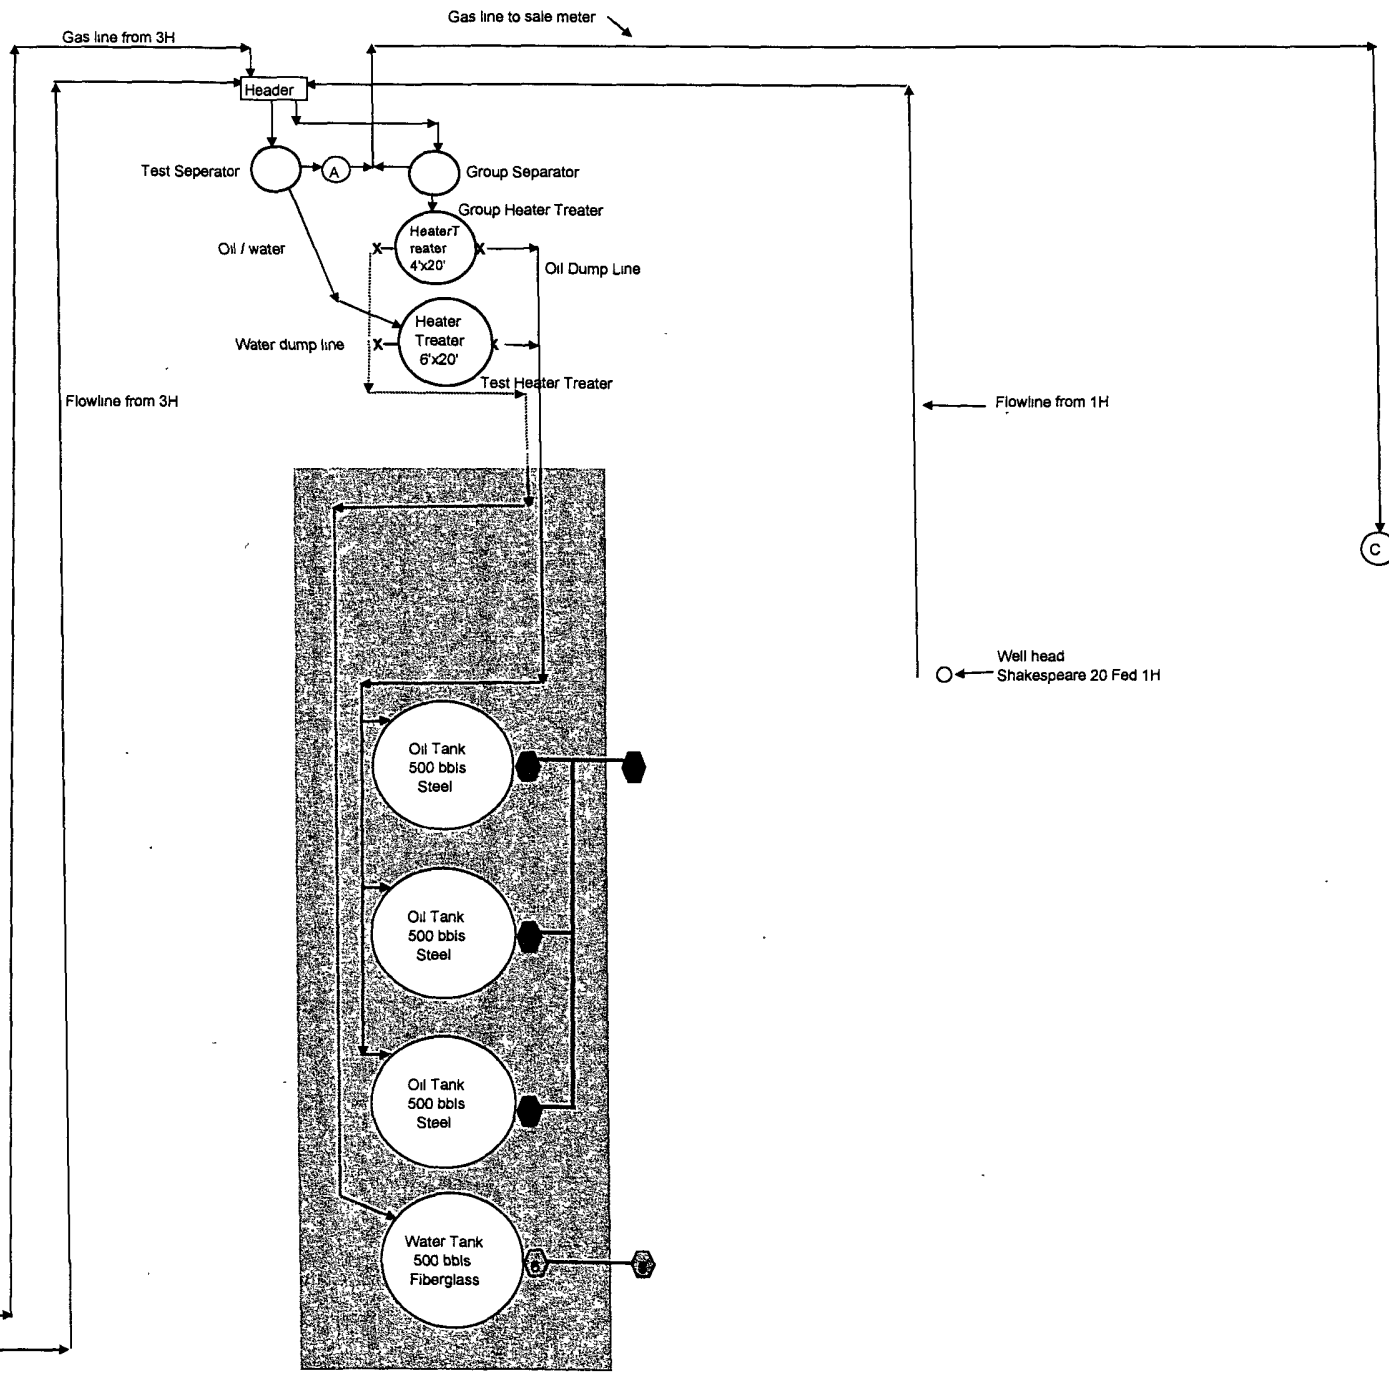 Gas line to sale meter
Gas line from 3H
Header
Test Seperator
A
Group Separator
Group Heater Treater
HeaterT
reater
4'x20'
Oil / water
Oil Dump Line
Heater
Treater
6'x20'
Water dump line
Test Heater Treater
Flowline from 3H
Flowline from 1H
C
Well head
Shakespeare 20 Fed 1H
Oil Tank
500 bbls
Steel
Oil Tank
500 bbls
Steel
Oil Tank
500 bbls
Steel
Water Tank
500 bbls
Fiberglass